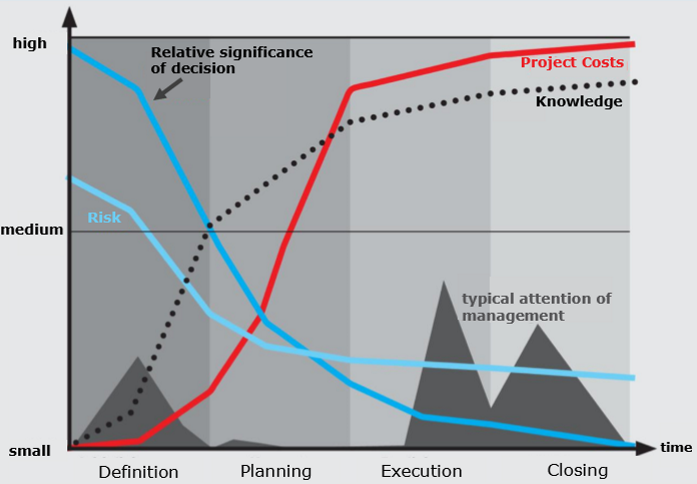 high
Relative significance
of decision
Project Costs
Knowledge
Risk
medium
typical attention of
management
small
time
Definition
Planning
Execution
Closing